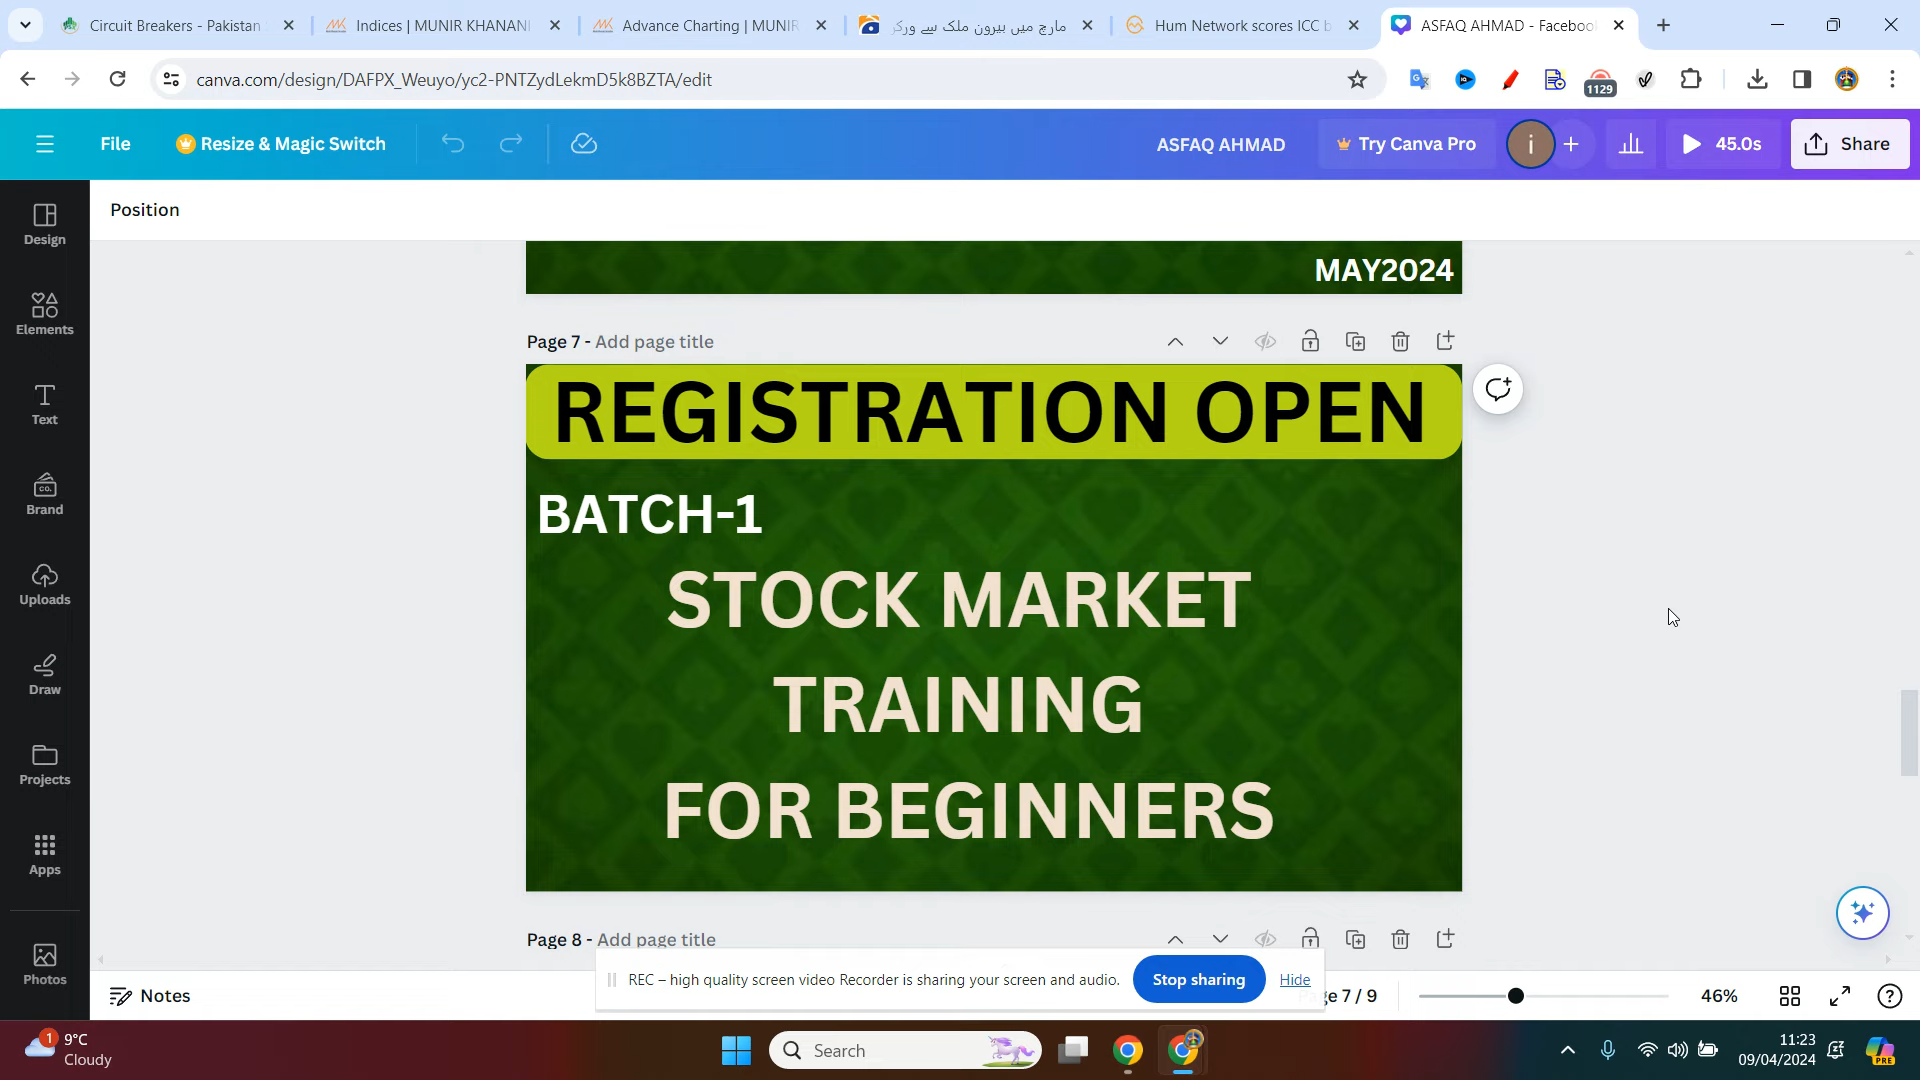 Circuit Breakers - Pakistan
Indices | MUNIR KHANANI
Advance Charting | MUNIR
مارچ میں بیرون ملک سے ورکر
Hum Network scores ICC b
ASFAQ AHMAD - Facebook
canva.com/design/DAFPX_Weuyo/yc2-PNTZydLekmD5k8BZTA/edit
1129
File
Resize & Magic Switch
ASFAQ AHMAD
Try Canva Pro
i
45.0s
Share
Position
Design
Elements
Text
CO.
Brand
Uploads
Draw
Projects
Apps
Photos
MAY2024
Page 7 - Add page title
REGISTRATION OPEN
BATCH-1
STOCK MARKET
TRAINING
FOR BEGINNERS
Page 8 - Add page title
REC – high quality screen video Recorder is sharing your screen and audio.
Stop sharing
Hide
Notes
ge 7 / 9
46%
1
9°C
Cloudy
Search
11:23
09/04/2024
PRE